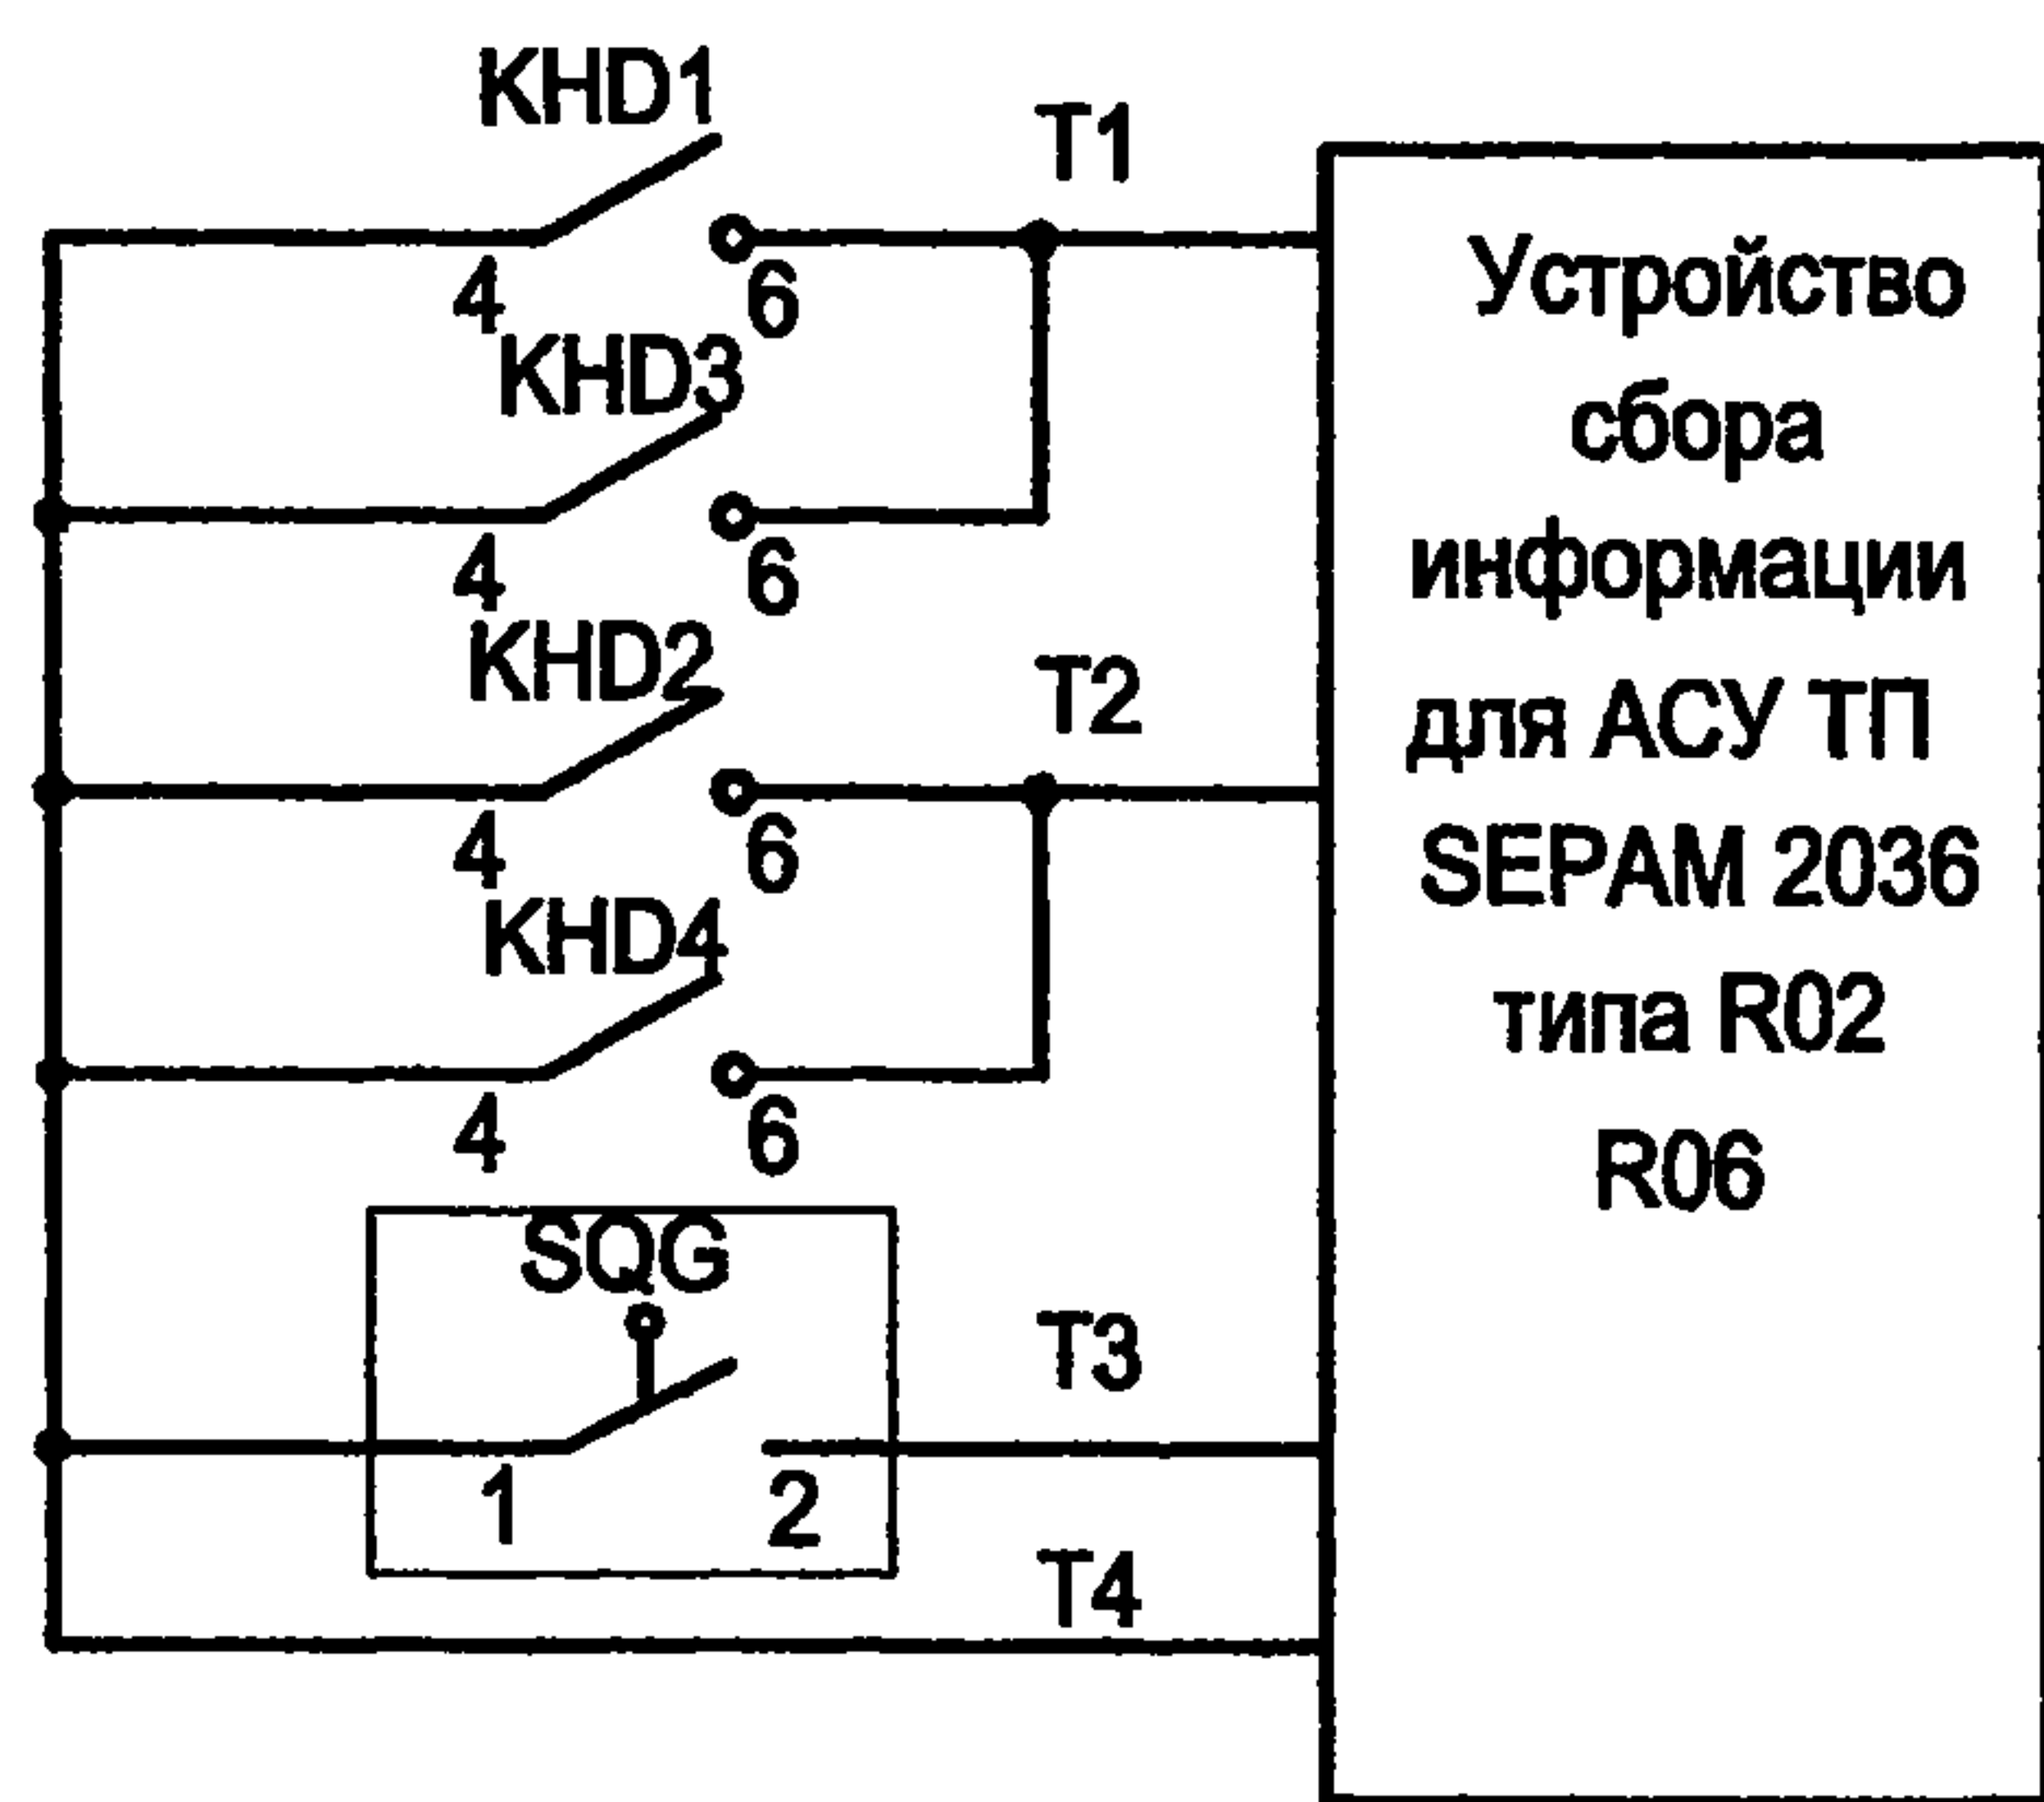 KHD1
T1
4
6
KHD3
4
6
KHD2
T2
4
6
KHD4
4
6
SQG
T3
1
2
T4
Устройство
сбора
информации
для АСУ ТП
SEPAM 2036
типа R02
R06